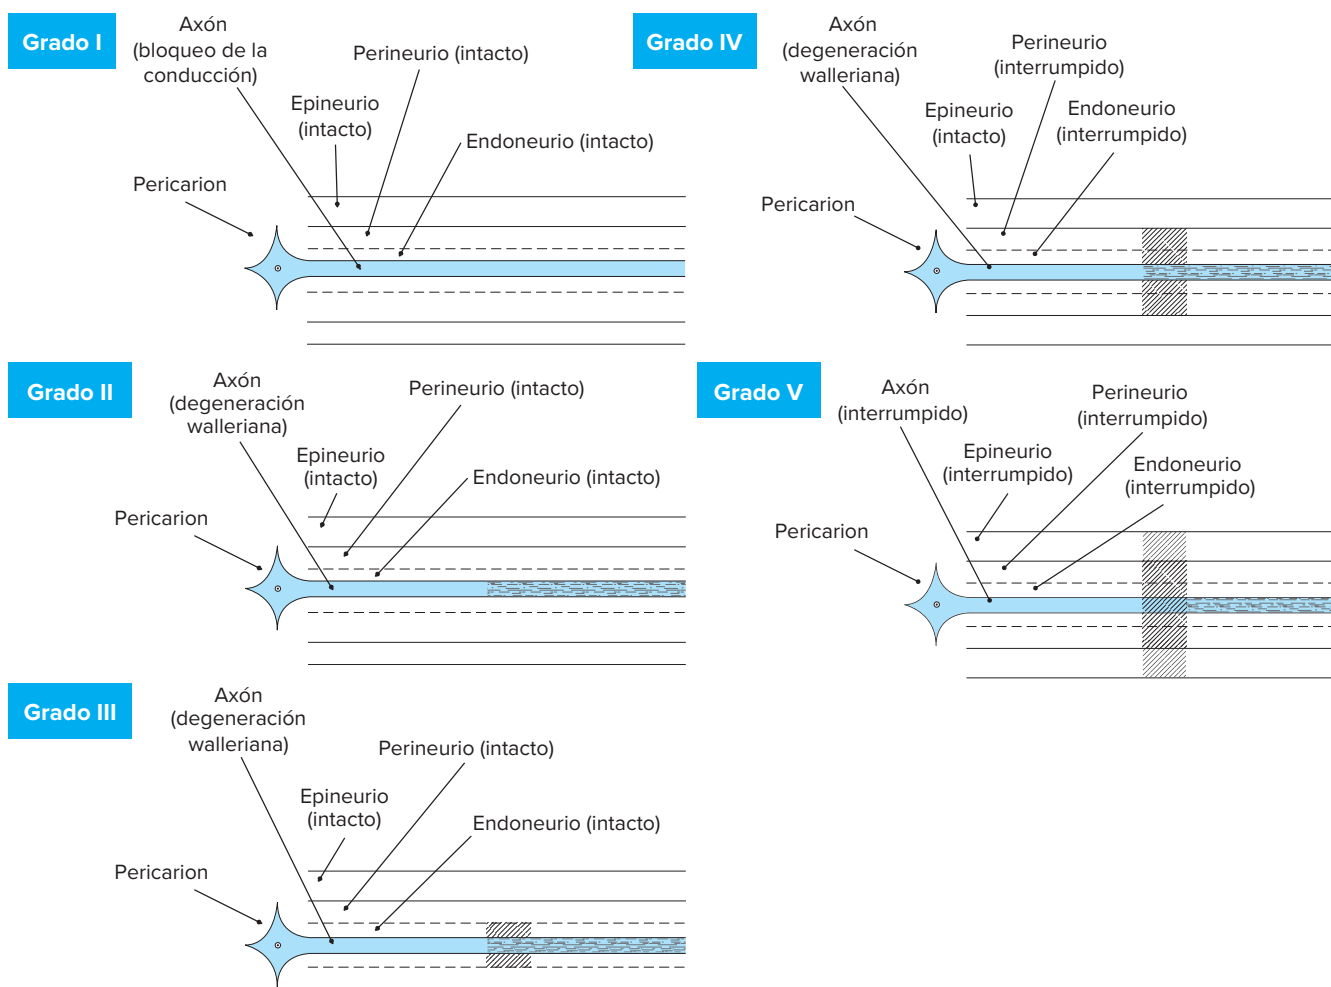 Grado I
Axón
(bloqueo de la
conducción)
Perineurio (intacto)
Epineurio
(intacto)
Endoneurio (intacto)
Pericarion
Grado IV
Axón
(degeneración
walleriana)
Perineurio
(interrumpido)
Epineurio
(intacto)
Endoneurio
(interrumpido)
Pericarion
Grado II
Axón
(degeneración
walleriana)
Perineurio (intacto)
Epineurio
(intacto)
Endoneurio (intacto)
Pericarion
Grado V
Axón
(interrumpido)
Perineurio
(interrumpido)
Epineurio
(interrumpido)
Endoneurio
(interrumpido)
Pericarion
Grado III
Axón
(degeneración
walleriana)
Perineurio (intacto)
Epineurio
(intacto)
Endoneurio (intacto)
Pericarion